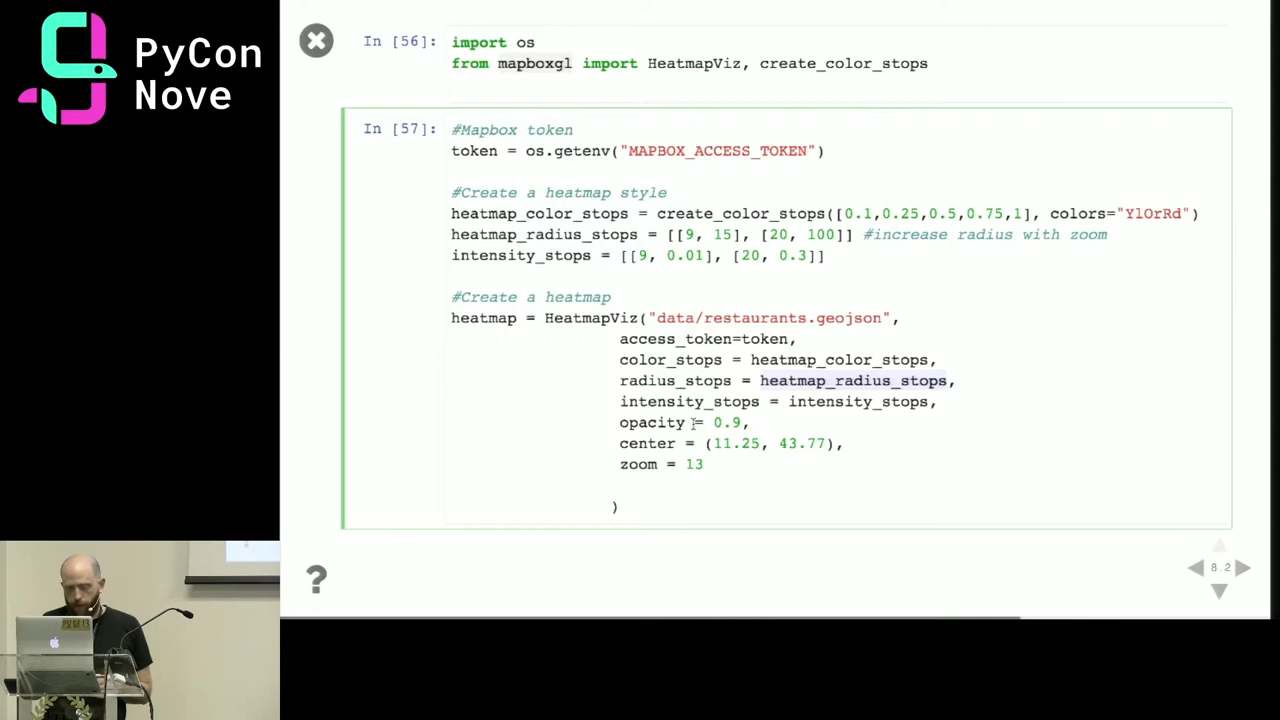 PyCon
Nove
In [56]:
import os
from mapboxgl import HeatmapViz, create_color_stops
In [57]:
#Mapbox token
token = os.getenv("MAPBOX_ACCESS_TOKEN")
#Create a heatmap style
heatmap_color_stops = create_color_stops([0.1,0.25,0.5,0.75,1], colors="YlOrRd")
heatmap_radius_stops = [[9, 15], [20, 100]] #increase radius with zoom
intensity_stops = [[9, 0.01], [20, 0.3]]
#Create a heatmap
heatmap = HeatmapViz("data/restaurants.geojson",
access_token=token,
color_stops = heatmap_color_stops,
radius_stops = heatmap_radius_stops,
intensity_stops = intensity_stops,
opacity = 0.9,
center = (11.25, 43.77),
zoom = 13
)
?
8.2